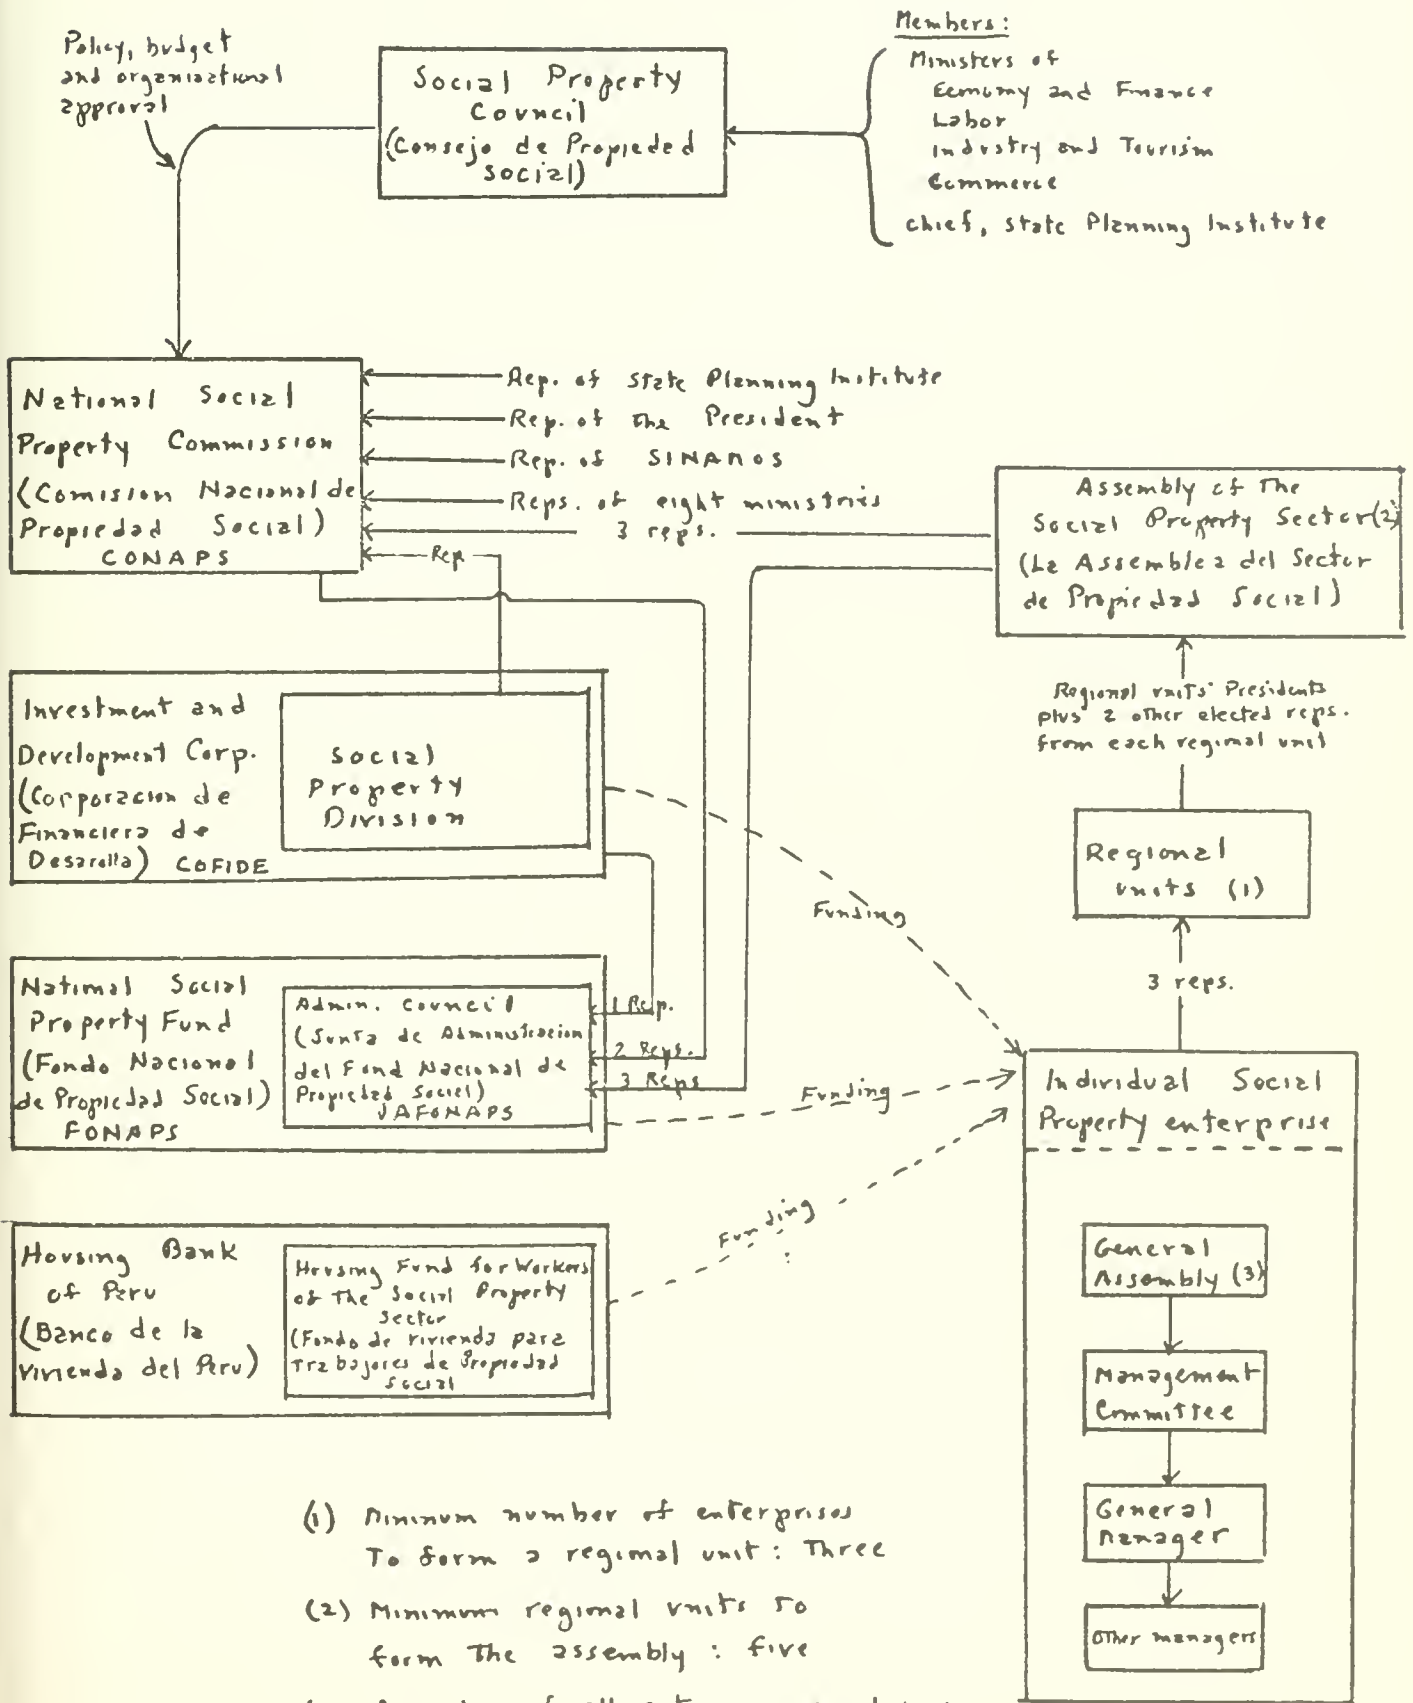 Policy, budget
and organizational
approval
Social Property
Council
(Consejo de Propiedad
Social)
Members:
Ministers of
Economy and Finance
Labor
Industry and Tourism
Commerce
chief, State Planning Institute
National Social
Property Commission
(Comision Nacional de
Propiedad Social)
CONAPS
Rep. of State Planning Institute
Rep. of The President
Rep. of SINAMOS
Reps. of eight ministries
3 reps.
Rep
Assembly of The
Social Property Sector (2)
(La Assemblea del Sector
de Propiedad Social)
Regional units' Presidents
plus 2 other elected reps.
from each regional unit
Regional
units (1)
3 reps.
Investment and
Development Corp.
(Corporacion de
Financiera de
Desarolla) COFIDE
Social
Property
Division
Funding
National Social
Property Fund
(Fondo Nacional
de Propiedad Social)
FONAPS
Admin. Council
(Junta de Administracion
del Fond Nacional de
Propiedad Social)
JAFONAPS
1 Rep.
2 Reps.
3 Reps
Funding
Individual Social
Property enterprise
Housing Bank
of Peru
(Banco de la
Vivienda del Peru)
Housing Fund for Workers
of The Social Property
Sector
(Fondo de vivienda para
Trabajores de Propiedad
Social
Funding
General
Assembly (3)
Management
Committee
General
Manager
Other managers
(1) Minimum number of enterprises
To form a regional unit: Three
(2) Minimum regional units To
form The assembly: five